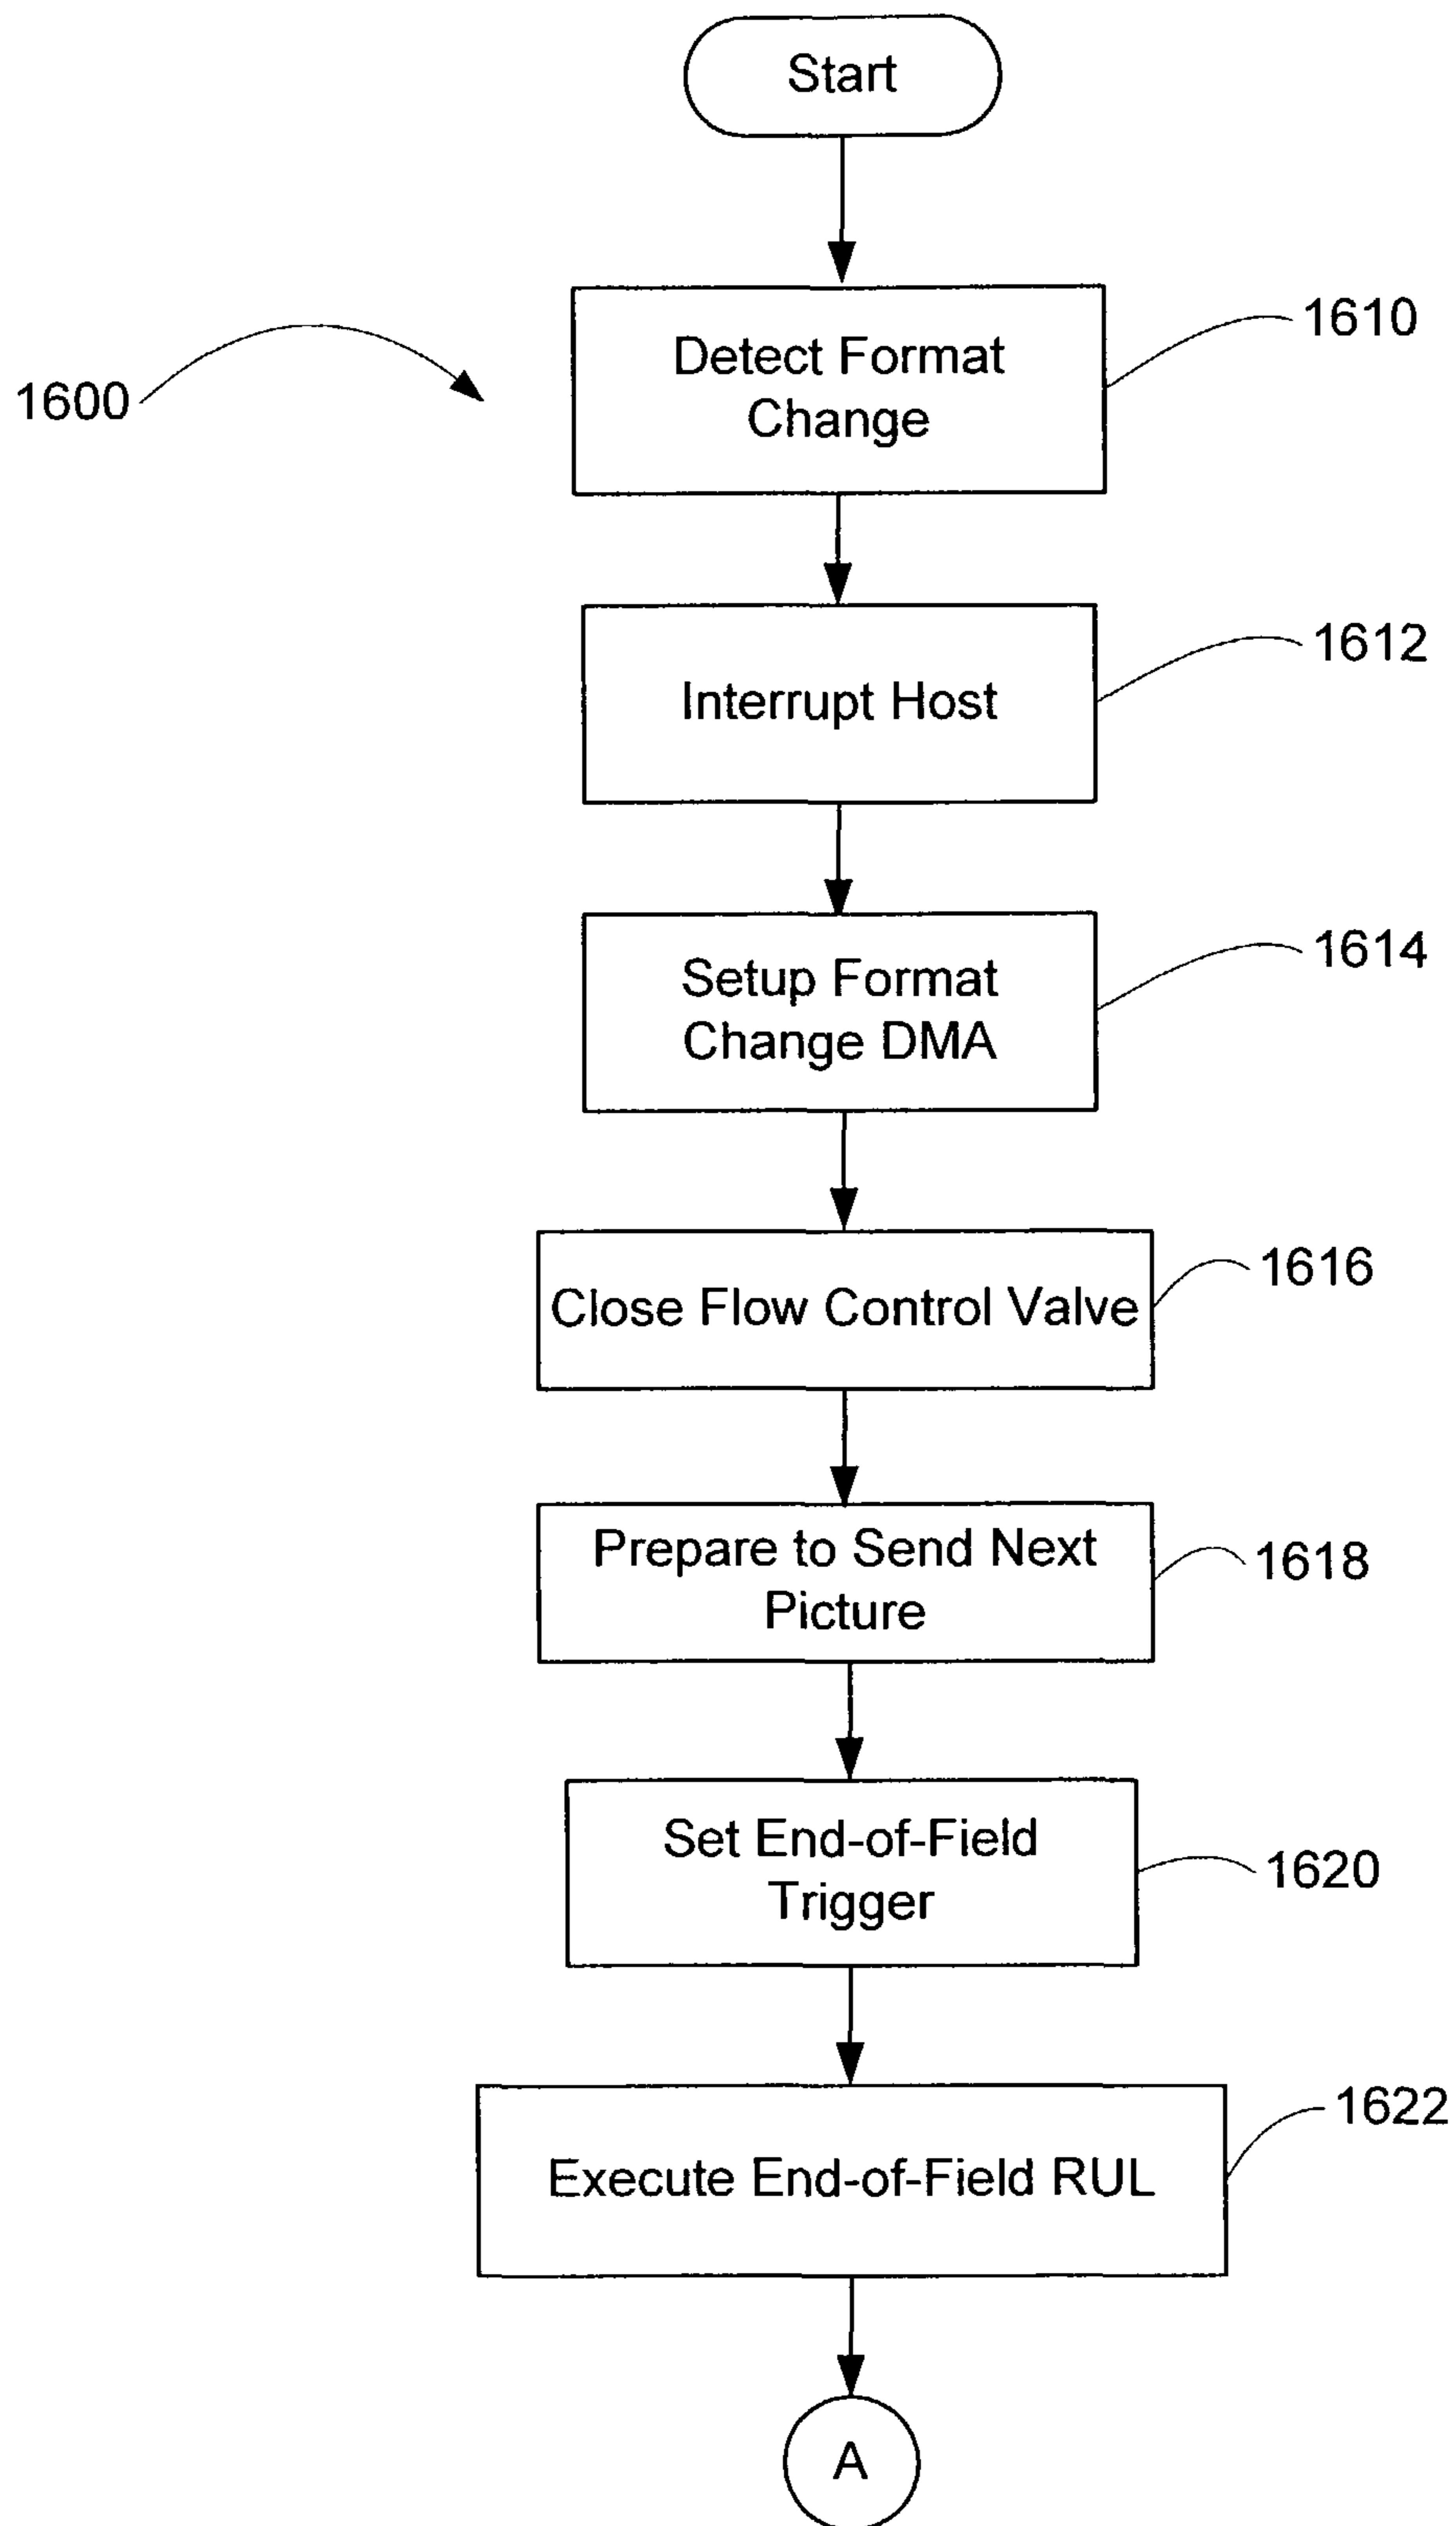 Start
1600
Detect Format
Change
1610
Interrupt Host
1612
Setup Format
Change DMA
1614
Close Flow Control Valve
1616
Prepare to Send Next
Picture
1618
Set End-of-Field
Trigger
1620
Execute End-of-Field RUL
1622
A